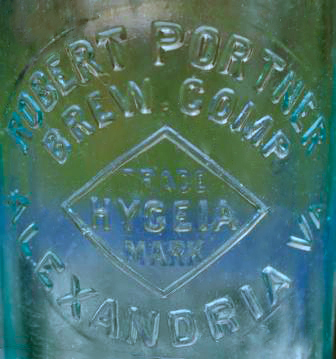 ROBERT PORTNER
BREW. COMP
TRADE
HYGEIA
MARK
ALEXANDRIA VA